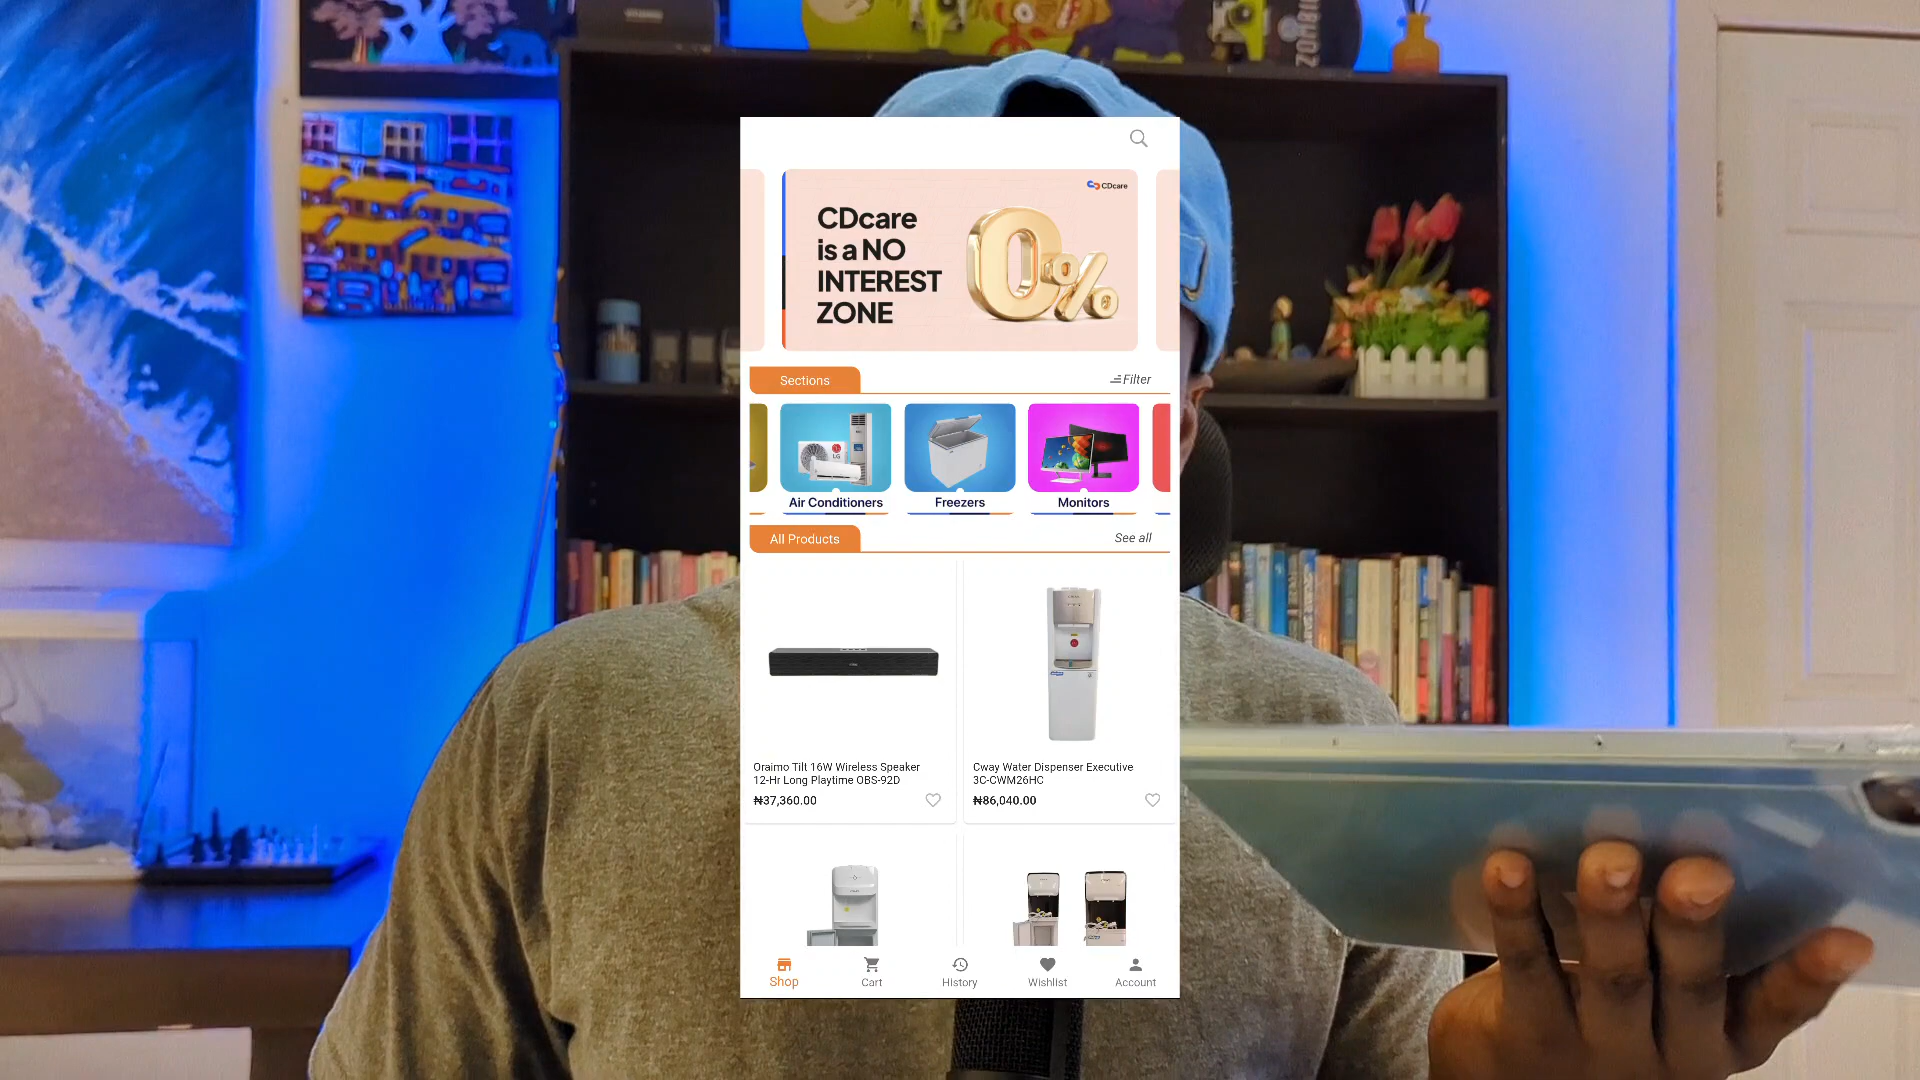 ZOMBIE
CDcare
CDcare
is a NO
INTEREST
ZONE
0%
Sections
Filter
LG
Air Conditioners
Freezers
Monitors
All Products
See all
Oraimo Tilt 16W Wireless Speaker
12-Hr Long Playtime OBS-92D
₦37,360.00
Cway Water Dispenser Executive
3C-CWM26HC
₦86,040.00
Shop
Cart
History
Wishlist
Account